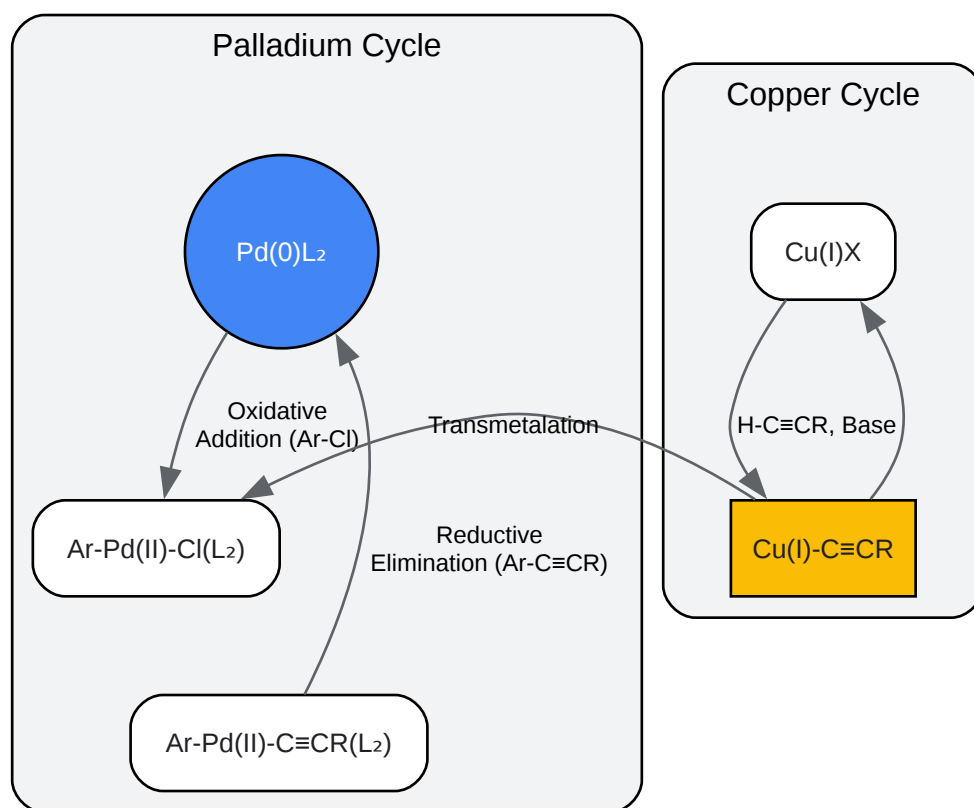 Palladium Cycle
Pd(0)L₂
Oxidative
Addition (Ar-Cl)
Transmetalation
Ar-Pd(II)-Cl(L₂)
Reductive
Elimination (Ar-C≡CR)
Ar-Pd(II)-C≡CR(L₂)
Copper Cycle
Cu(I)X
H-C≡CR, Base
Cu(I)-C≡CR